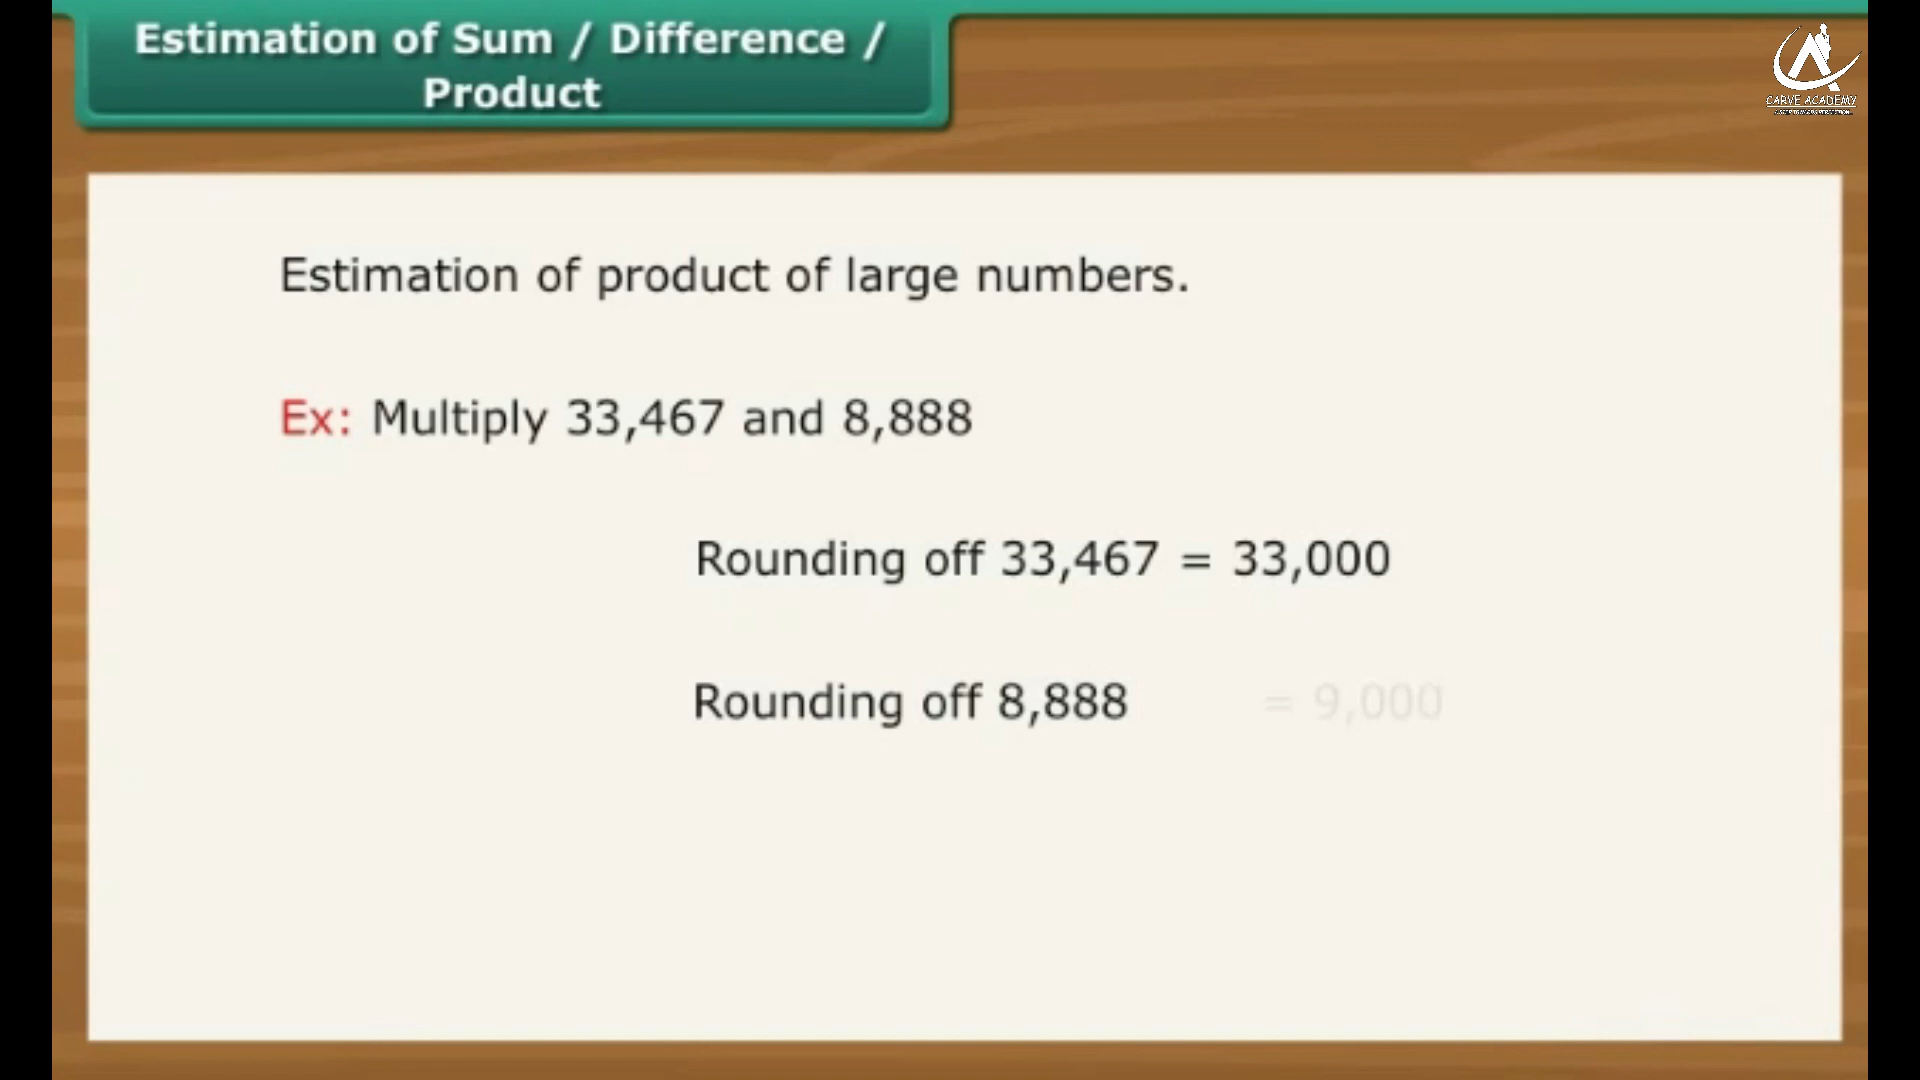 Estimation of Sum / Difference /
Product
CARVE ACADEMY
Estimation of product of large numbers.
Ex: Multiply 33,467 and 8,888
Rounding off 33,467 = 33,000
Rounding off 8,888 = 9,000